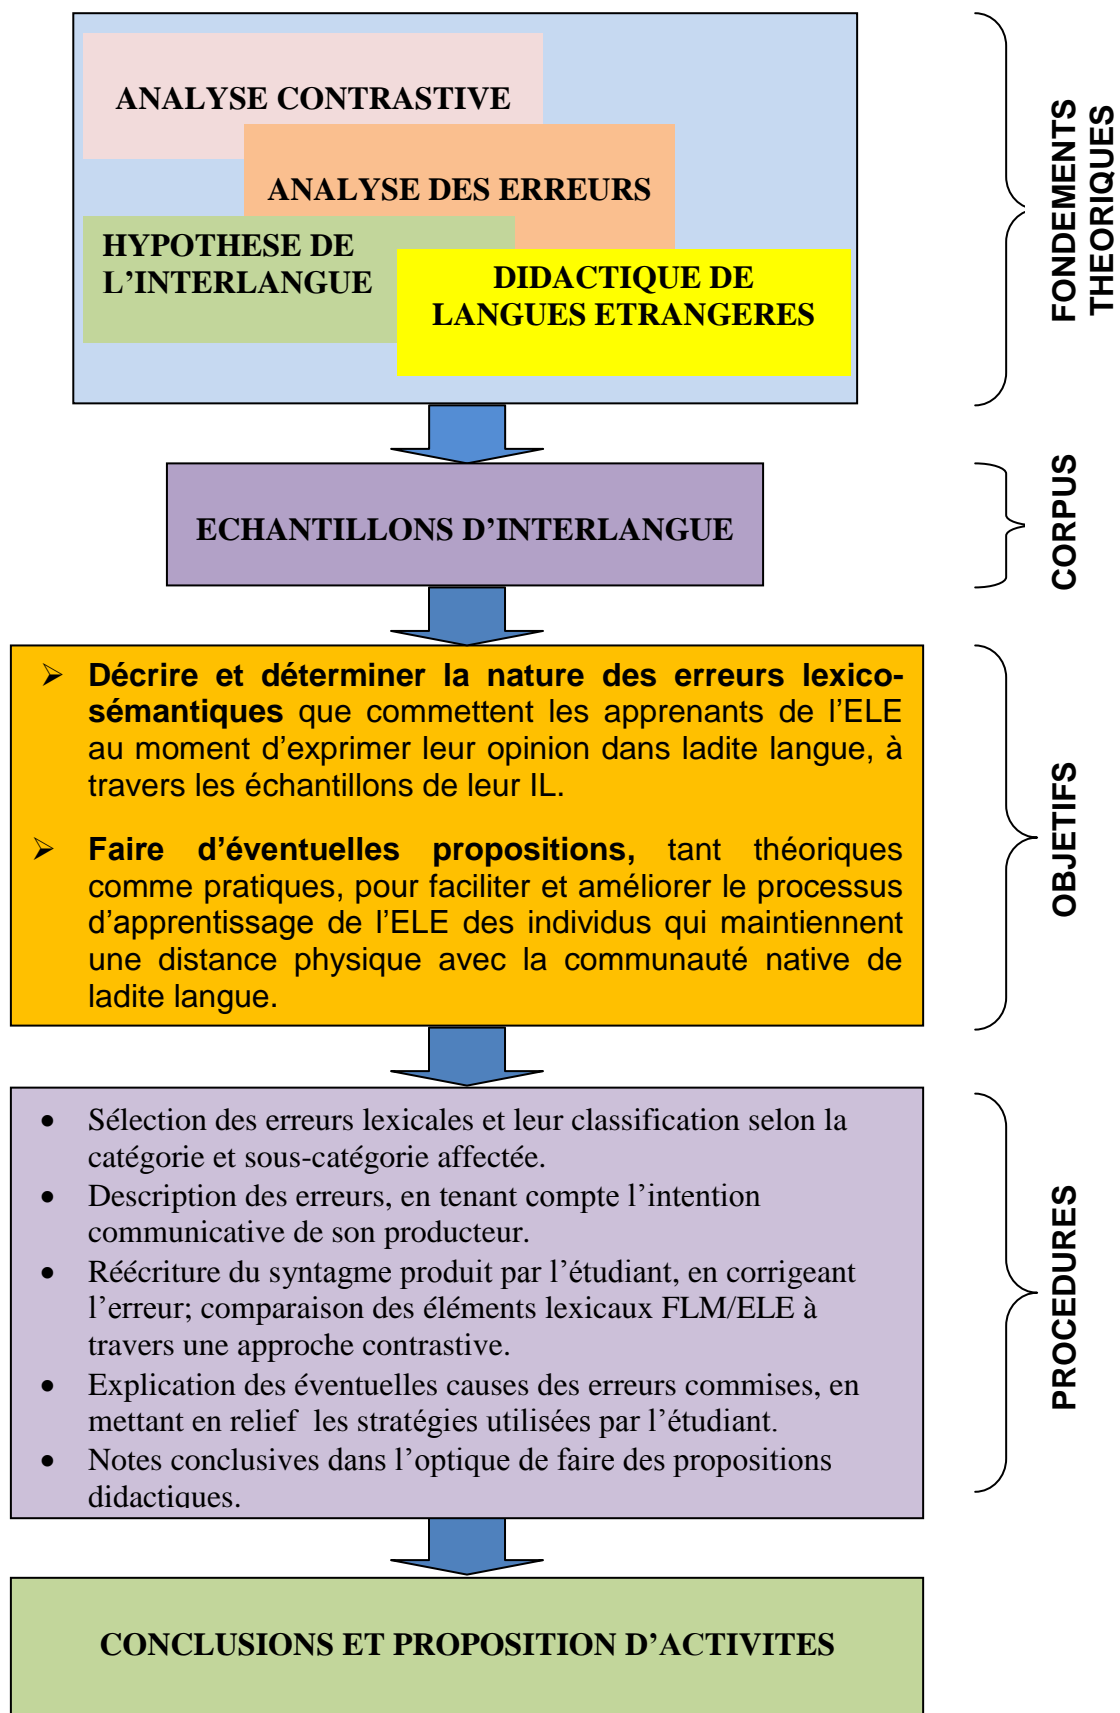 ANALYSE CONTRASTIVE
ANALYSE DES ERREURS
HYPOTHESE DE
L’INTERLANGUE
DIDACTIQUE DE
LANGUES ETRANGERES
FONDEMENTS
THEORIQUES
ECHANTILLONS D’INTERLANGUE
CORPUS
➢ Décrire et déterminer la nature des erreurs lexico-
sémantiques que commettent les apprenants de l’ELE
au moment d’exprimer leur opinion dans ladite langue, à
travers les échantillons de leur IL.
➢ Faire d’éventuelles propositions, tant théoriques
comme pratiques, pour faciliter et améliorer le processus
d’apprentissage de l’ELE des individus qui maintiennent
une distance physique avec la communauté native de
ladite langue.
OBJETIFS
• Sélection des erreurs lexicales et leur classification selon la
catégorie et sous-catégorie affectée.
• Description des erreurs, en tenant compte l’intention
communicative de son producteur.
• Réécriture du syntagme produit par l’étudiant, en corrigeant
l’erreur; comparaison des éléments lexicaux FLM/ELE à
travers une approche contrastive.
• Explication des éventuelles causes des erreurs commises, en
mettant en relief les stratégies utilisées par l’étudiant.
• Notes conclusives dans l’optique de faire des propositions
didactiques.
PROCEDURES
CONCLUSIONS ET PROPOSITION D’ACTIVITES